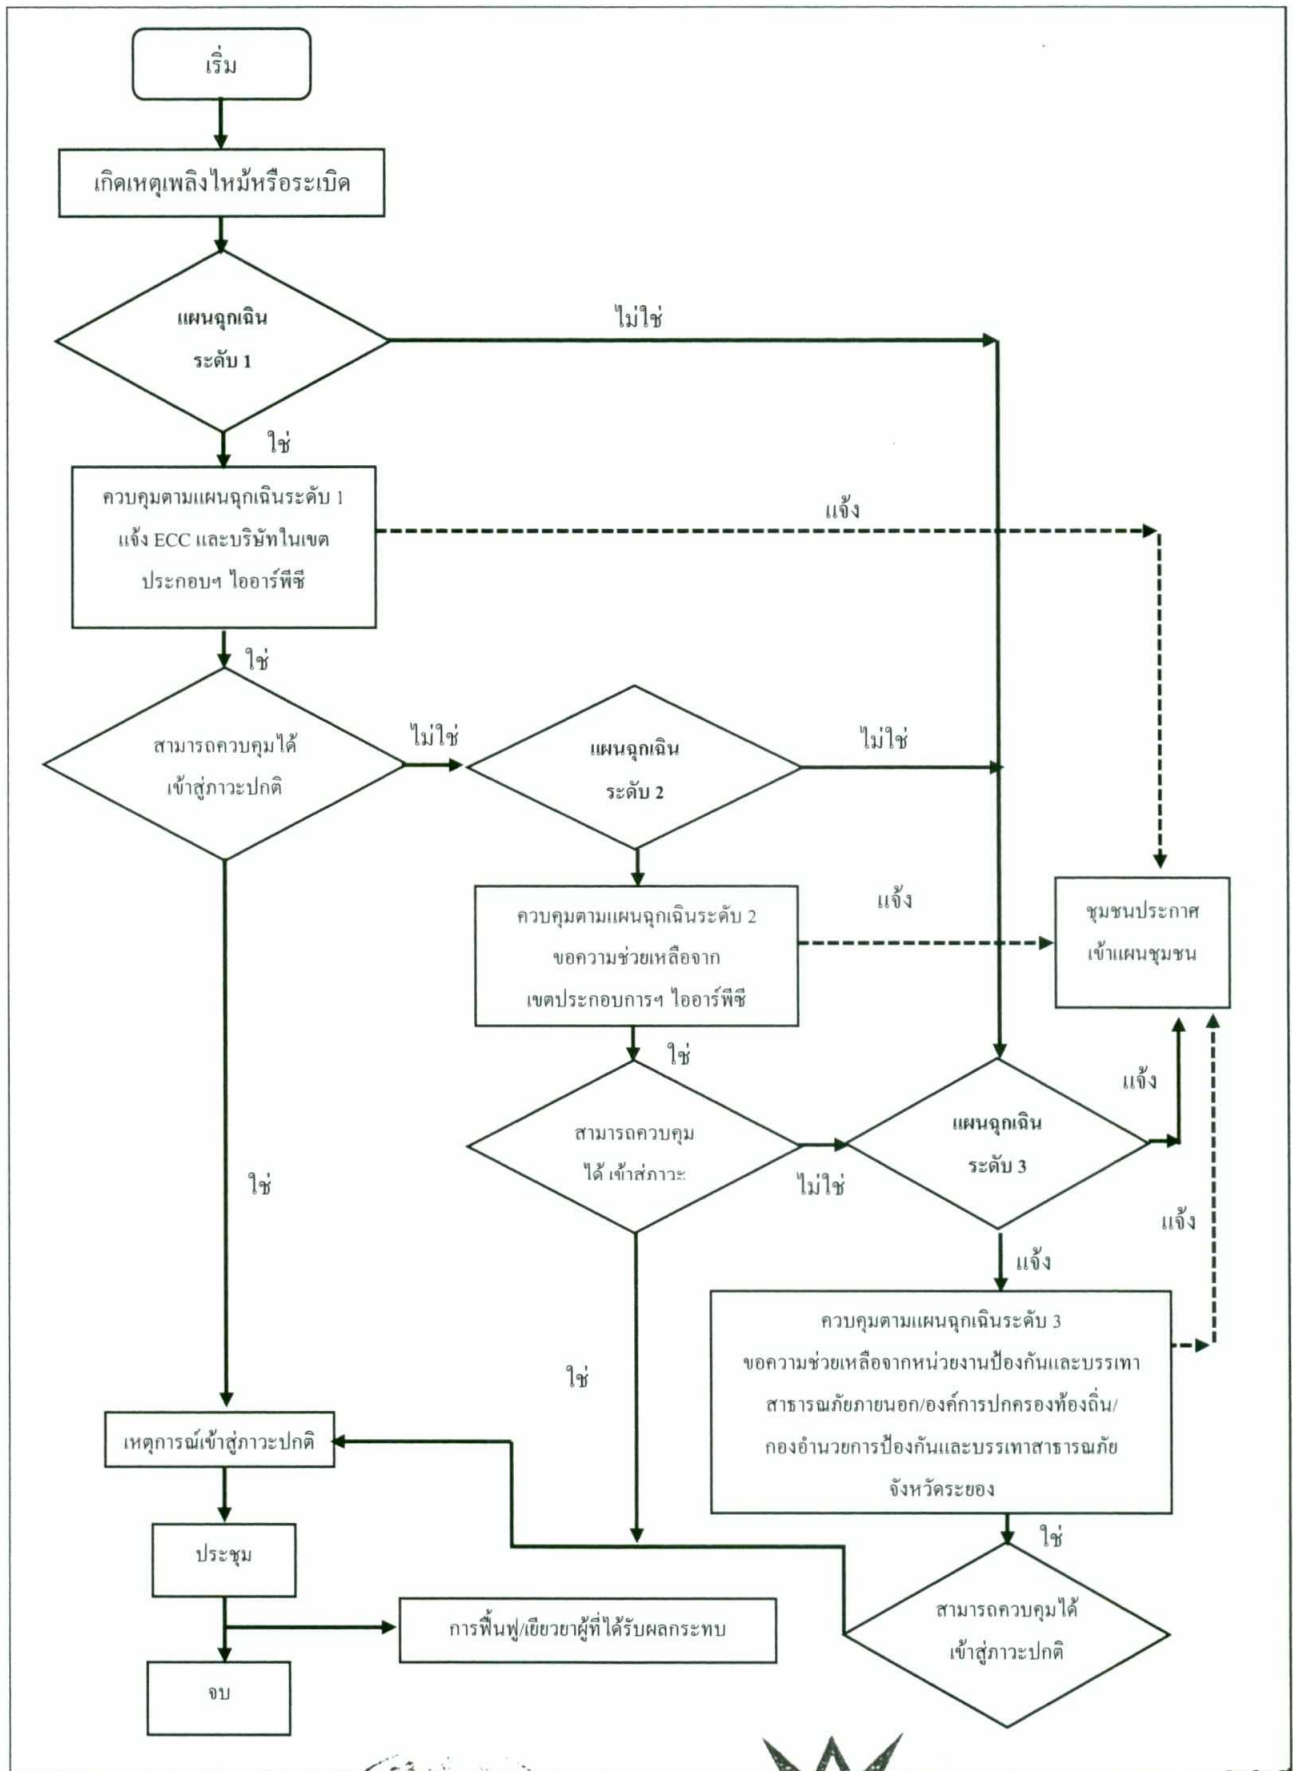 เริ่ม
เกิดเหตุเพลิงไหม้หรือระเบิด
แผนฉุกเฉิน
ระดับ 1
ไม่ใช่
ใช่
ควบคุมตามแผนฉุกเฉินระดับ 1
แจ้ง ECC และบริษัทในเขต
ประกอบฯ ไออาร์พีซี
แจ้ง
ใช่
สามารถควบคุมได้
เข้าสู่ภาวะปกติ
ไม่ใช่
แผนฉุกเฉิน
ระดับ 2
ไม่ใช่
ควบคุมตามแผนฉุกเฉินระดับ 2
ขอความช่วยเหลือจาก
เขตประกอบการฯ ไออาร์พีซี
แจ้ง
ชุมชนประกาศ
เข้าแผนชุมชน
ใช่
สามารถควบคุม
ได้ เข้าสู่ภาวะ
ไม่ใช่
แผนฉุกเฉิน
ระดับ 3
แจ้ง
ใช่
แจ้ง
แจ้ง
ควบคุมตามแผนฉุกเฉินระดับ 3
ขอความช่วยเหลือจากหน่วยงานป้องกันและบรรเทา
สาธารณภัยภายนอก/องค์การปกครองท้องถิ่น/
กองอำนวยการป้องกันและบรรเทาสาธารณภัย
จังหวัดระยอง
ใช่
เหตุการณ์เข้าสู่ภาวะปกติ
ใช่
ประชุม
สามารถควบคุมได้
เข้าสู่ภาวะปกติ
การฟื้นฟู/เยียวยาผู้ที่ได้รับผลกระทบ
จบ